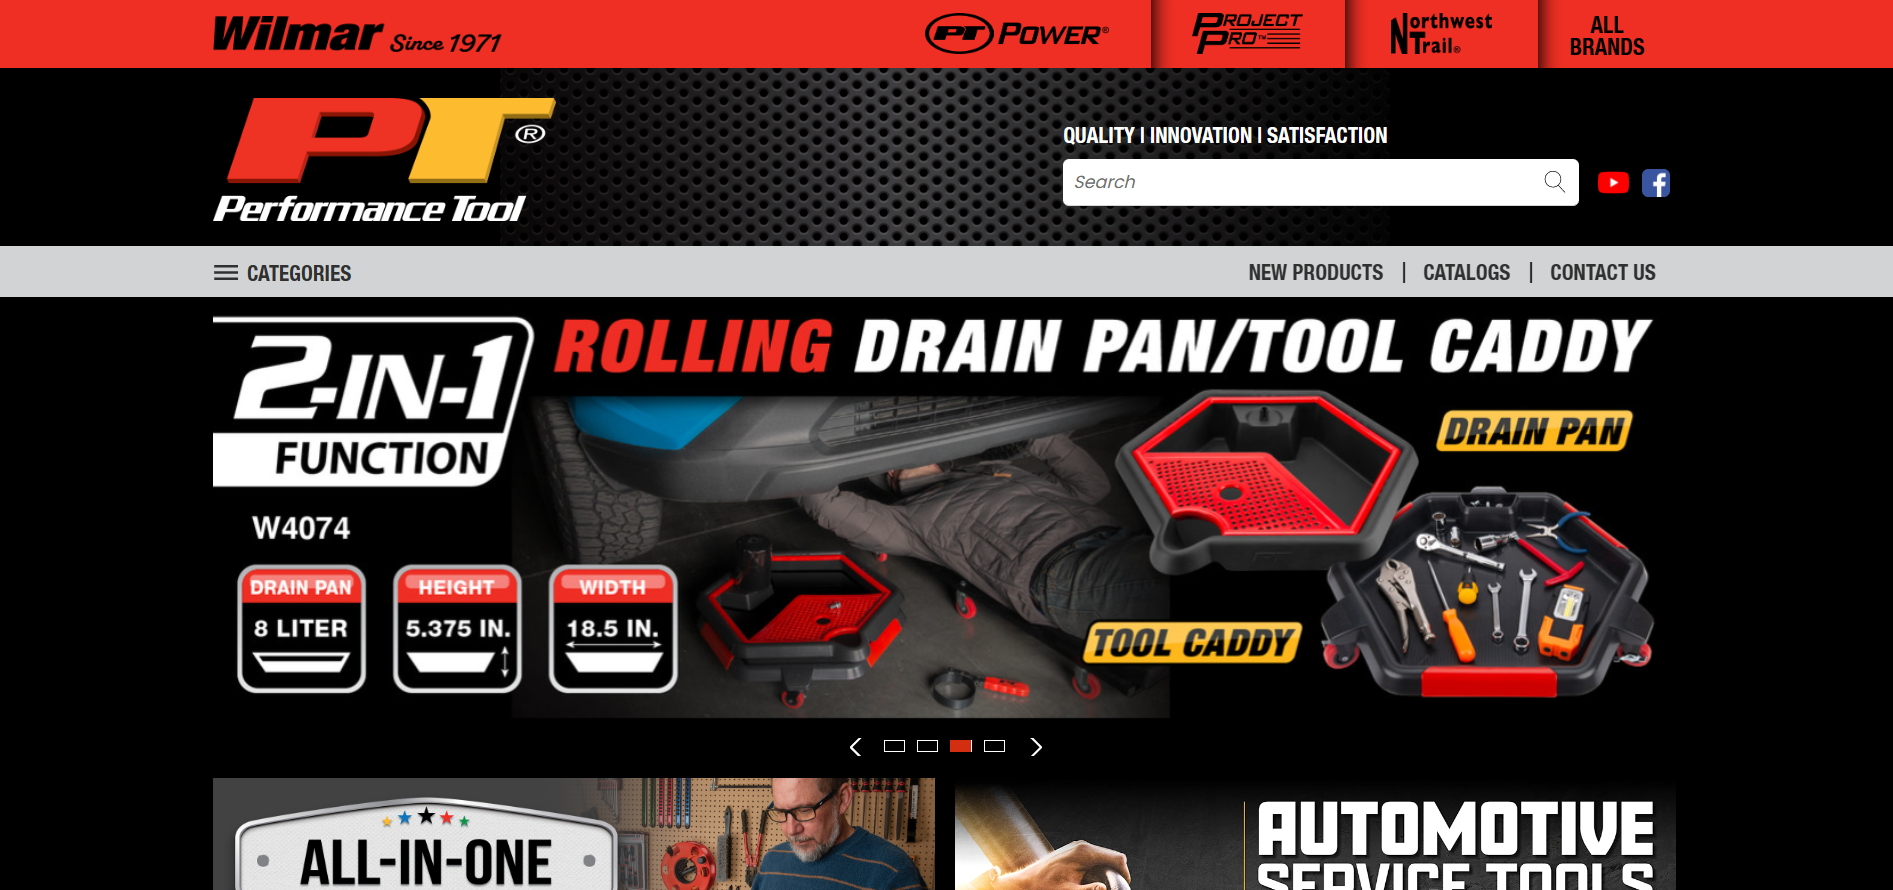 Wilmar Since 1971
PT POWER®
PROJECT
PRO™
Northwest
Trail®
ALL
BRANDS
PT®
Performance Tool
QUALITY | INNOVATION | SATISFACTION
Search
CATEGORIES
NEW PRODUCTS | CATALOGS | CONTACT US
2-IN-1
FUNCTION
ROLLING DRAIN PAN/TOOL CADDY
DRAIN PAN
W4074
DRAIN PAN
8 LITER
HEIGHT
5.375 IN.
WIDTH
18.5 IN.
TOOL CADDY
ALL-IN-ONE
AUTOMOTIVE
SERVICE TOOLS